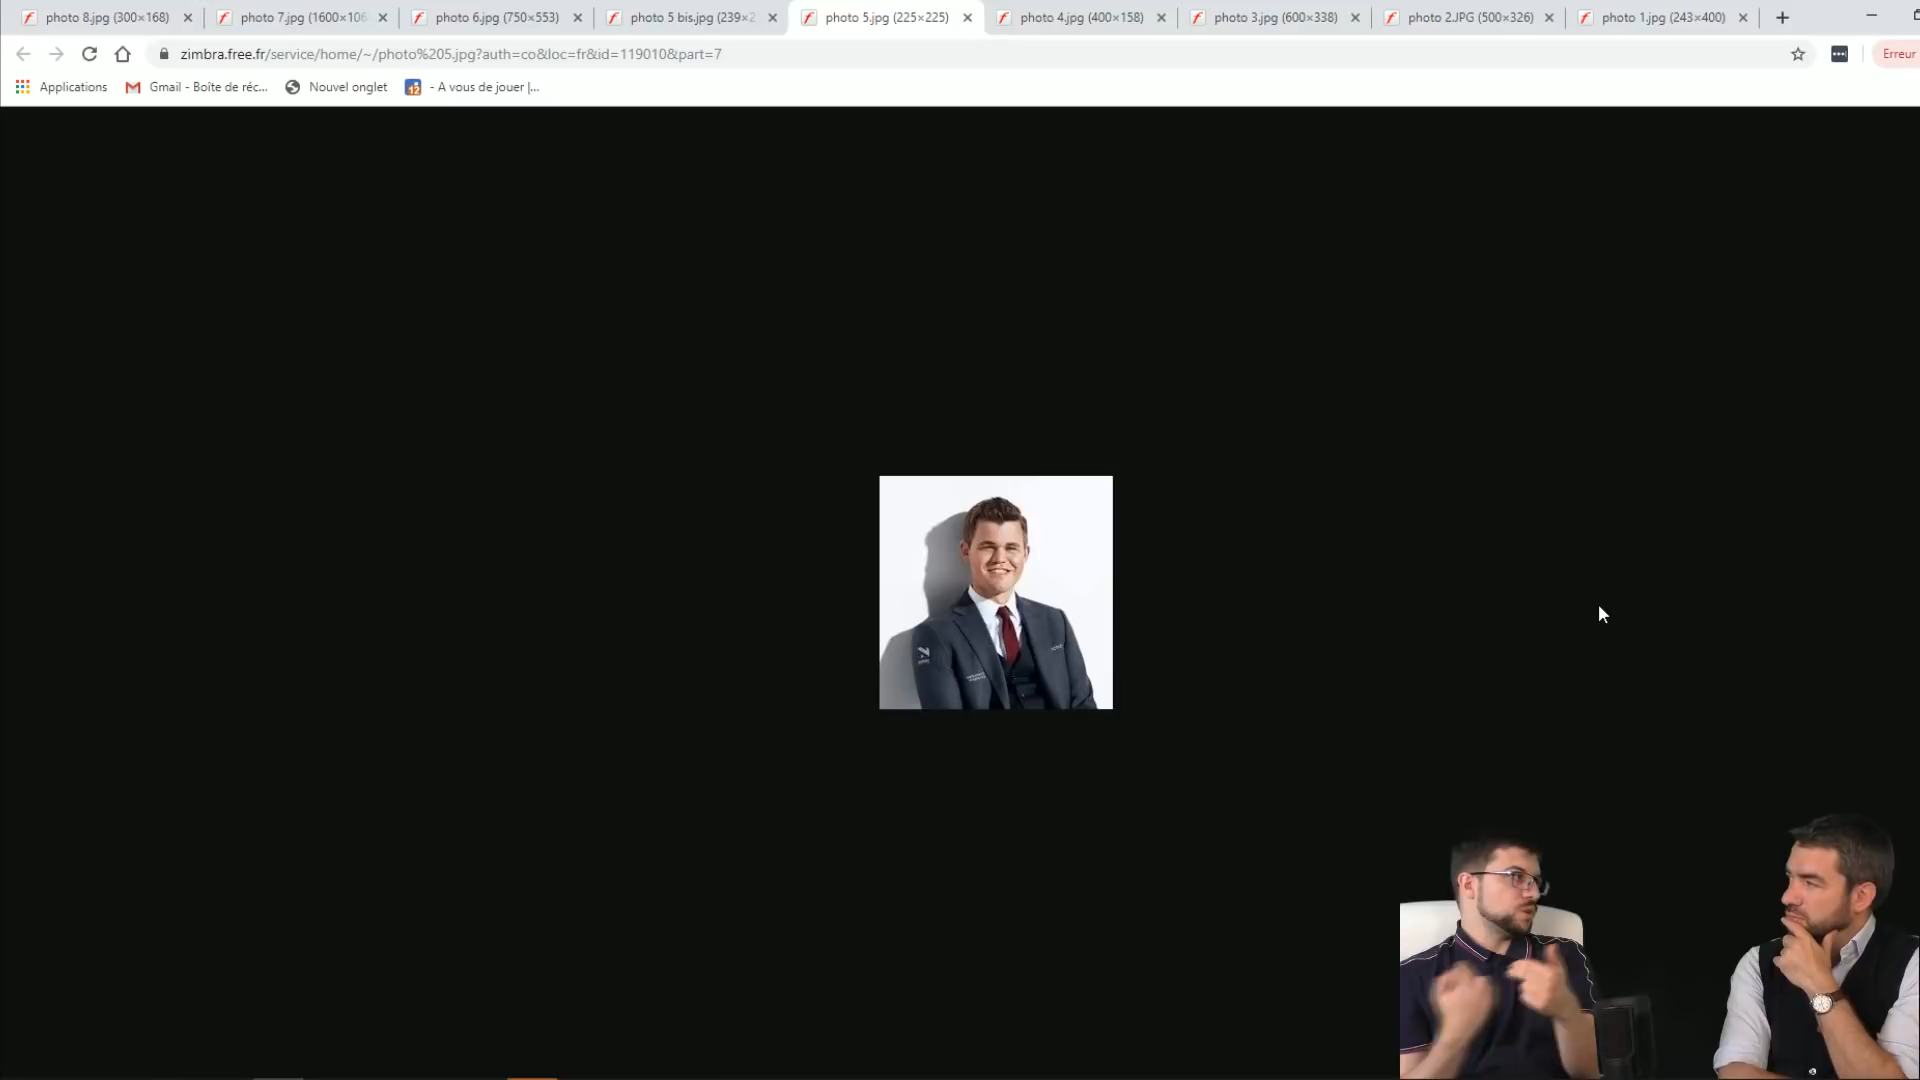 photo 8.jpg (300×168)
photo 7.jpg (1600×106
photo 6.jpg (750×553)
photo 5 bis.jpg (239×2
photo 5.jpg (225×225)
photo 4.jpg (400×158)
photo 3.jpg (600×338)
photo 2.JPG (500×326)
photo 1.jpg (243×400)
zimbra.free.fr/service/home/~/photo%205.jpg?auth=co&loc=fr&id=119010&part=7
Erreur
Applications
Gmail - Boîte de réc...
Nouvel onglet
12
- A vous de jouer |...